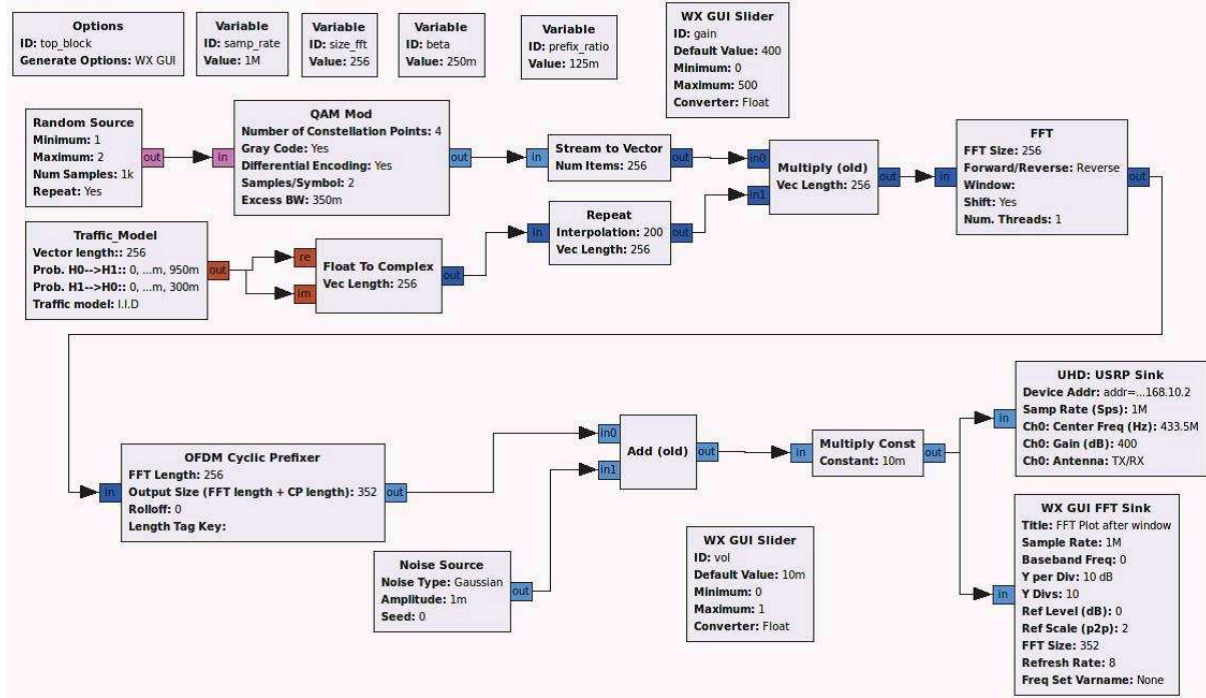 Options
ID: top_block
Generate Options: WX GUI
Variable
ID: samp_rate
Value: 1M
Variable
ID: size_fft
Value: 256
Variable
ID: beta
Value: 250m
Variable
ID: prefix_ratio
Value: 125m
WX GUI Slider
ID: gain
Default Value: 400
Minimum: 0
Maximum: 500
Converter: Float
Random Source
Minimum: 1
Maximum: 2
Num Samples: 1k
Repeat: Yes
out
in
QAM Mod
Number of Constellation Points: 4
Gray Code: Yes
Differential Encoding: Yes
Samples/Symbol: 2
Excess BW: 350m
out
in
Stream to Vector
Num Items: 256
out
in0
in1
Multiply (old)
Vec Length: 256
out
in
FFT
FFT Size: 256
Forward/Reverse: Reverse
Window:
Shift: Yes
Num. Threads: 1
out
Traffic_Model
Vector length:: 256
Prob. H0-->H1:: 0, ...m, 950m
Prob. H1-->H0:: 0, ...m, 300m
Traffic model: I.I.D
out
re
im
Float To Complex
Vec Length: 256
out
in
Repeat
Interpolation: 200
Vec Length: 256
out
in
OFDM Cyclic Prefixer
FFT Length: 256
Output Size (FFT length + CP length): 352
Rolloff: 0
Length Tag Key:
out
Noise Source
Noise Type: Gaussian
Amplitude: 1m
Seed: 0
out
in0
in1
Add (old)
out
in
Multiply Const
Constant: 10m
out
WX GUI Slider
ID: vol
Default Value: 10m
Minimum: 0
Maximum: 1
Converter: Float
in
UHD: USRP Sink
Device Addr: addr=...168.10.2
Samp Rate (Sps): 1M
Ch0: Center Freq (Hz): 433.5M
Ch0: Gain (dB): 400
Ch0: Antenna: TX/RX
in
WX GUI FFT Sink
Title: FFT Plot after window
Sample Rate: 1M
Baseband Freq: 0
Y per Div: 10 dB
Y Divs: 10
Ref Level (dB): 0
Ref Scale (p2p): 2
FFT Size: 352
Refresh Rate: 8
Freq Set Varname: None